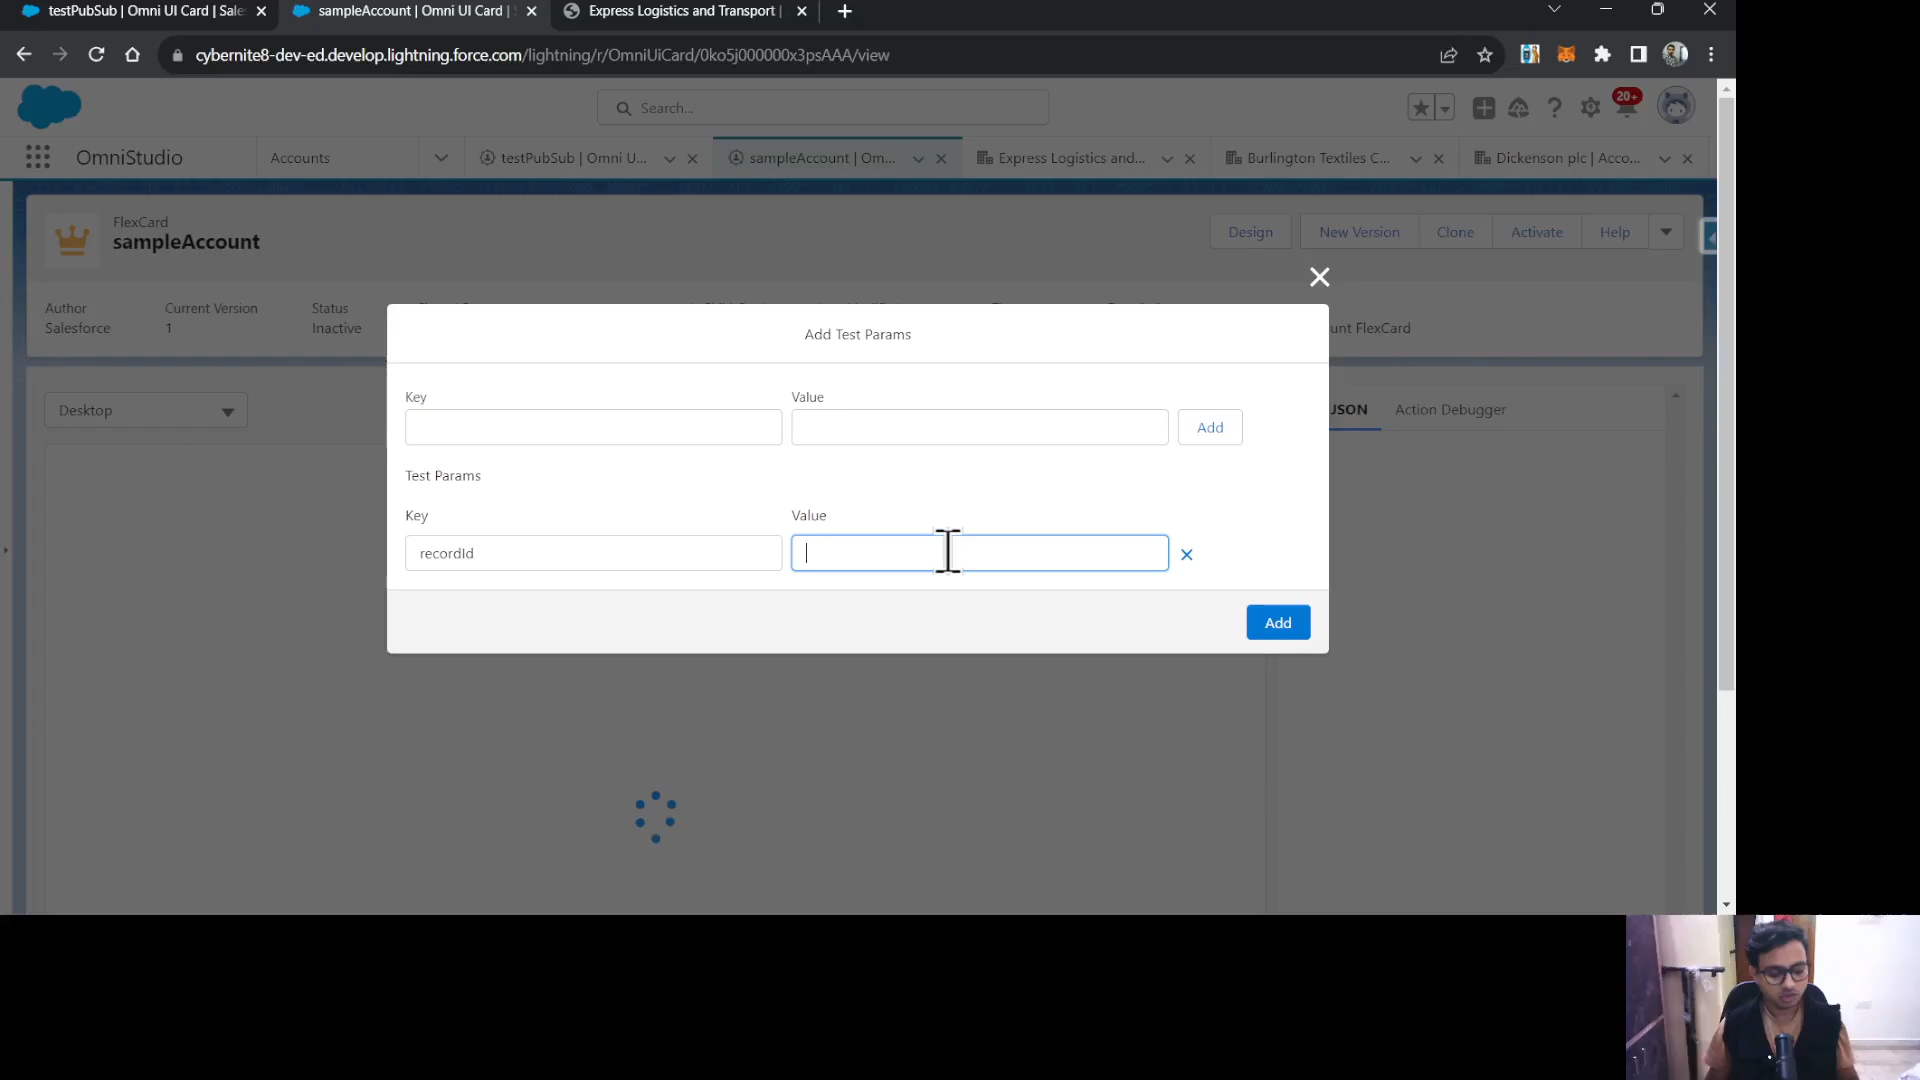 testPubSub | Omni UI Card | Sale
sampleAccount | Omni UI Card |
Express Logistics and Transport |
cybernite8-dev-ed.develop.lightning.force.com/lightning/r/OmniUiCard/0ko5j000000x3psAAA/view
Search...
20+
OmniStudio
Accounts
testPubSub | Omni U...
sampleAccount | Om...
Express Logistics and...
Burlington Textiles C...
Dickenson plc | Acco...
FlexCard
sampleAccount
Design
New Version
Clone
Activate
Help
Author
Current Version
Status
Salesforce
1
Inactive
unt FlexCard
Add Test Params
Key
Value
Desktop
Add
JSON
Action Debugger
Test Params
Key
Value
recordId
Add